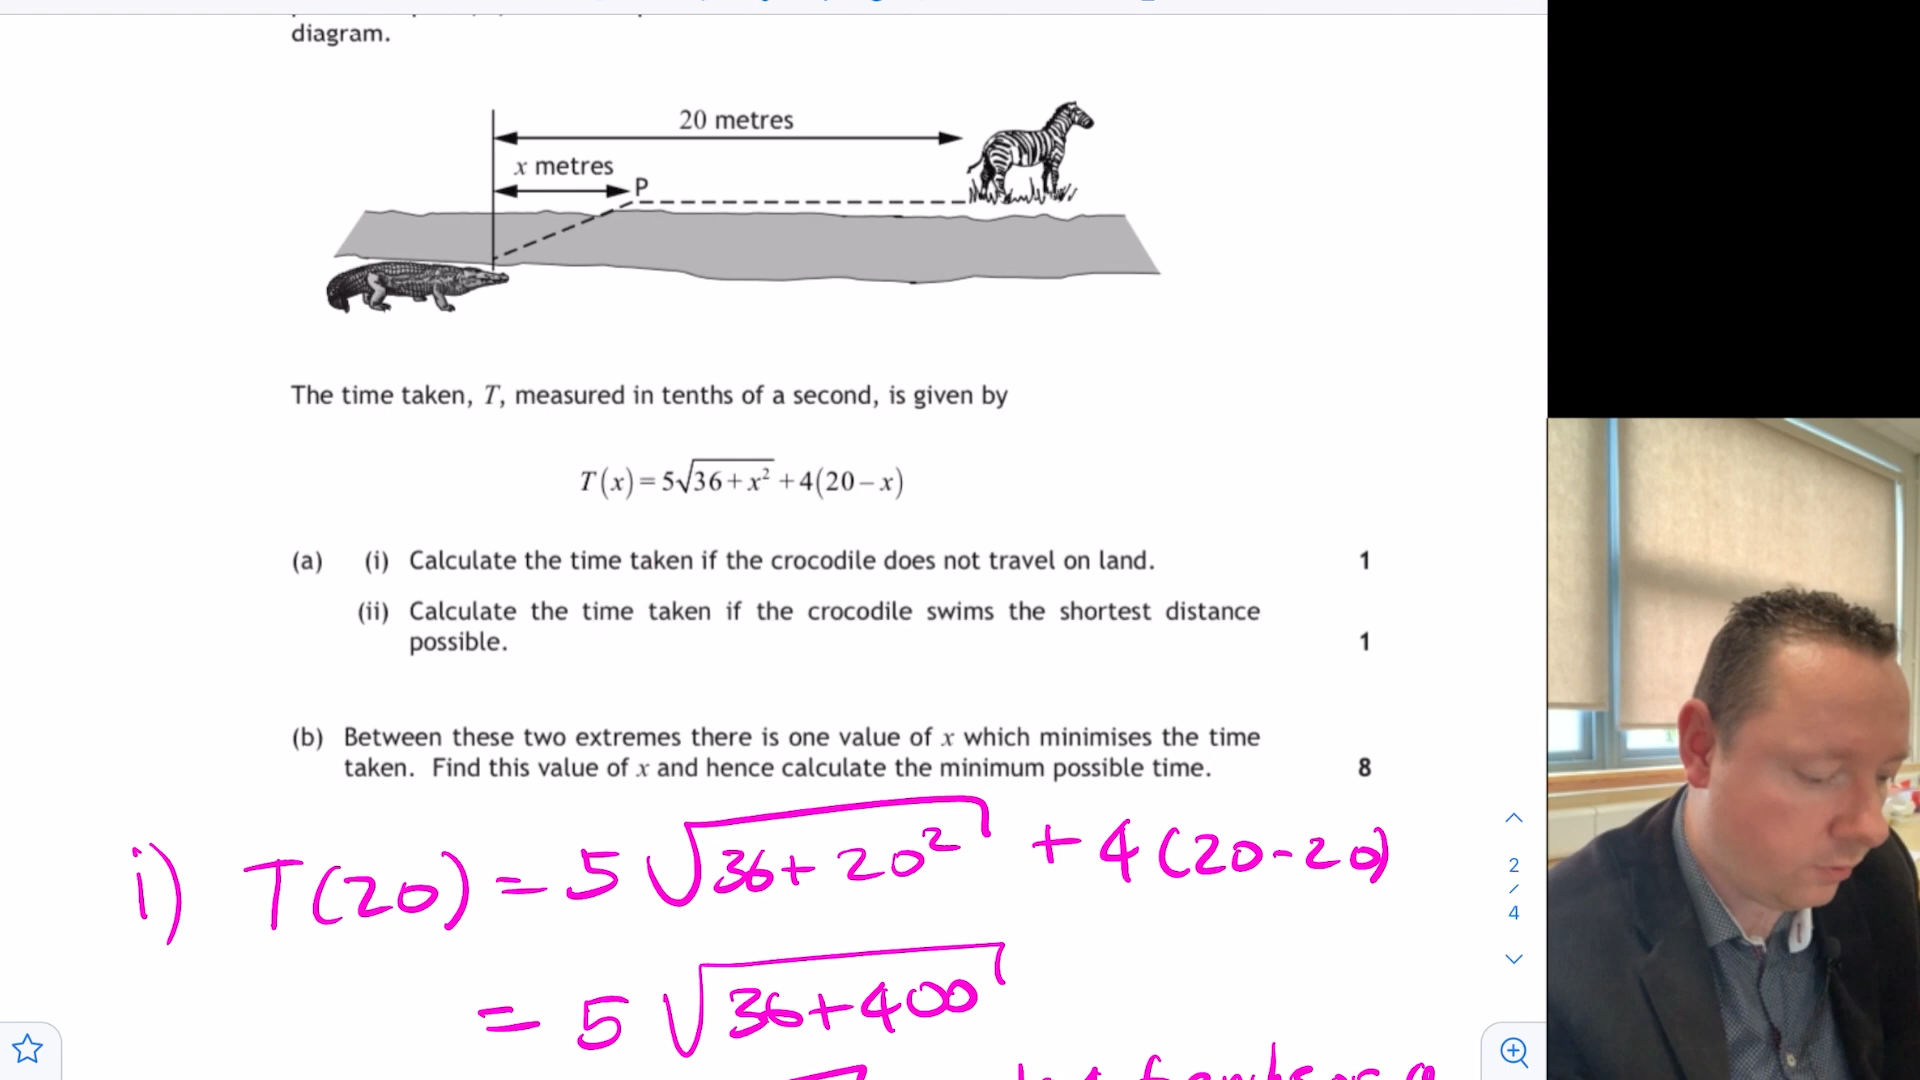 diagram.
20 metres
x metres
P
The time taken, T, measured in tenths of a second, is given by
T(x) = 5√36 + x² + 4(20 – x)
(a) (i) Calculate the time taken if the crocodile does not travel on land. 1
(ii) Calculate the time taken if the crocodile swims the shortest distance
possible. 1
(b) Between these two extremes there is one value of x which minimises the time
taken. Find this value of x and hence calculate the minimum possible time. 8
i) T(20) = 5√36+20² + 4(20-20)
= 5√36+400
2
/
4